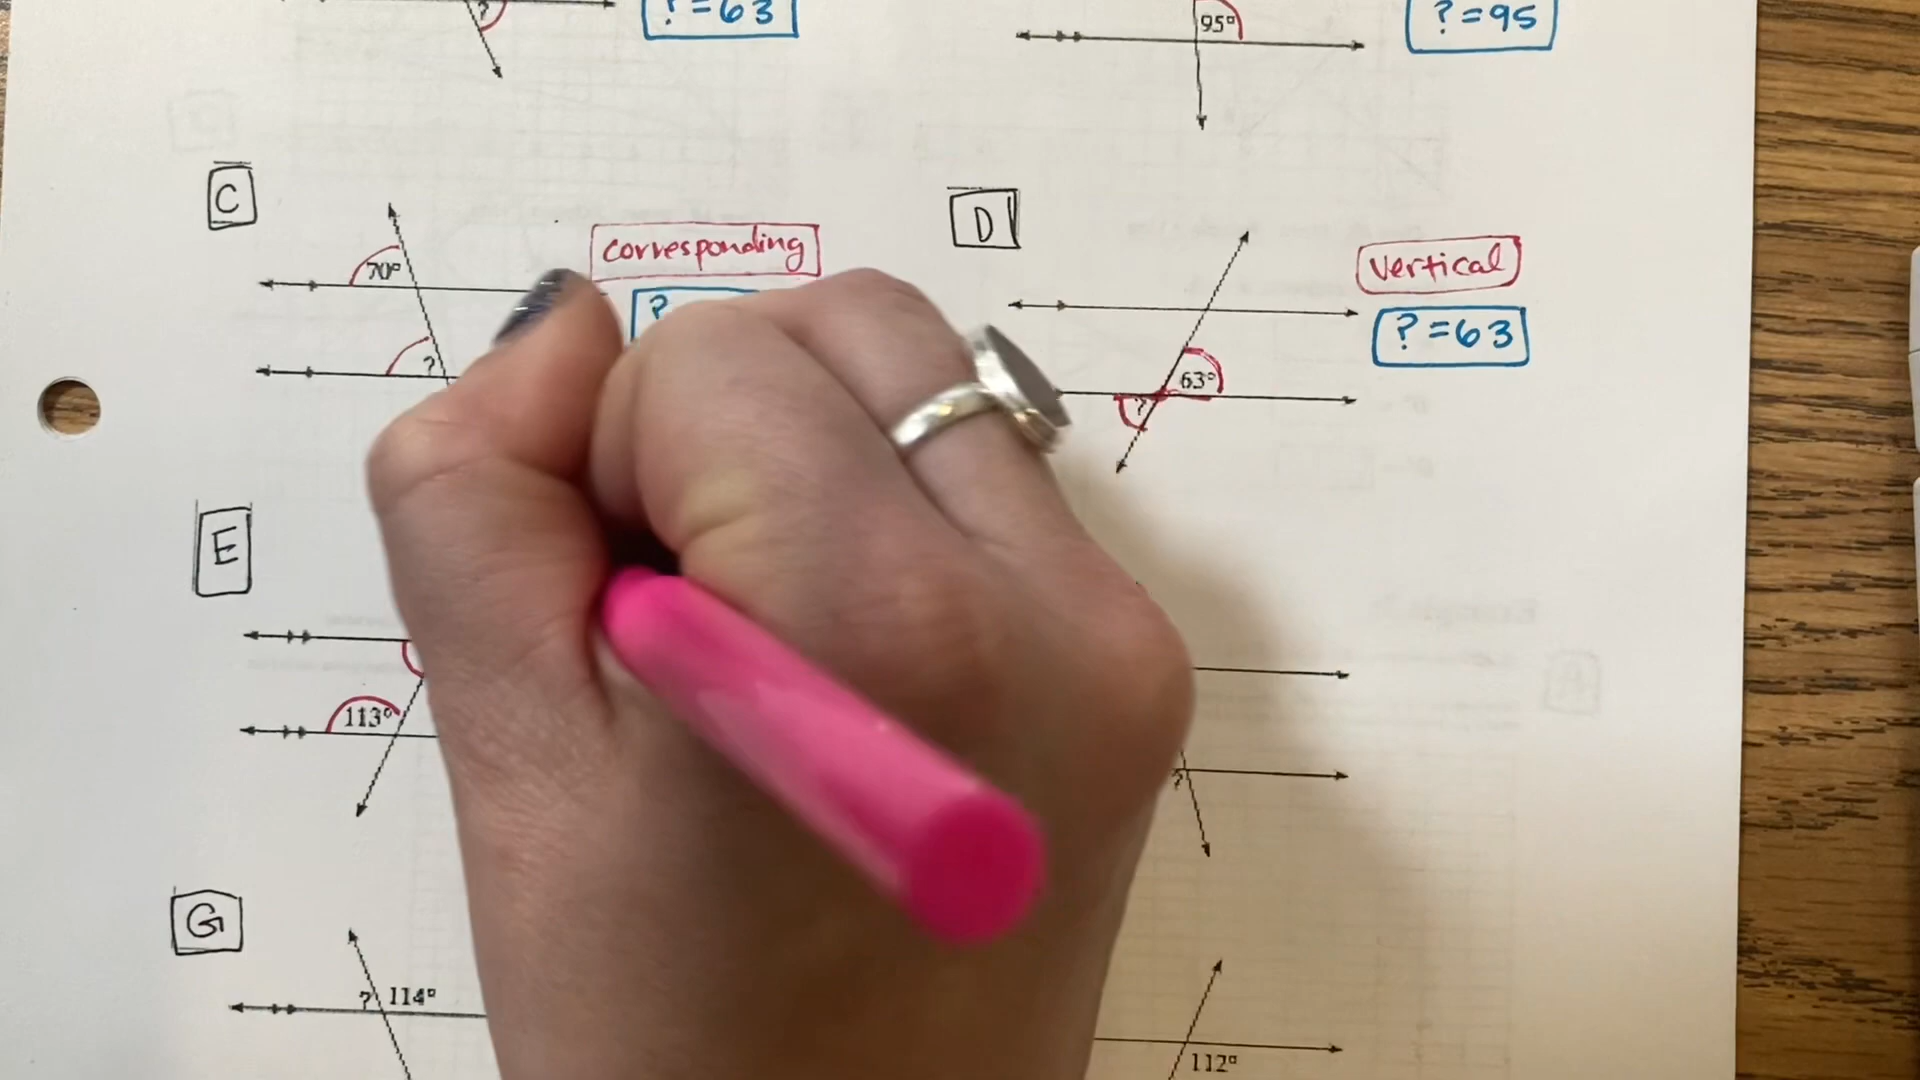 ?
? = 63
95°
? = 95
C
70°
?
corresponding
?
D
63°
?
Vertical
? = 63
E
113°
?
G
? 114°
112°